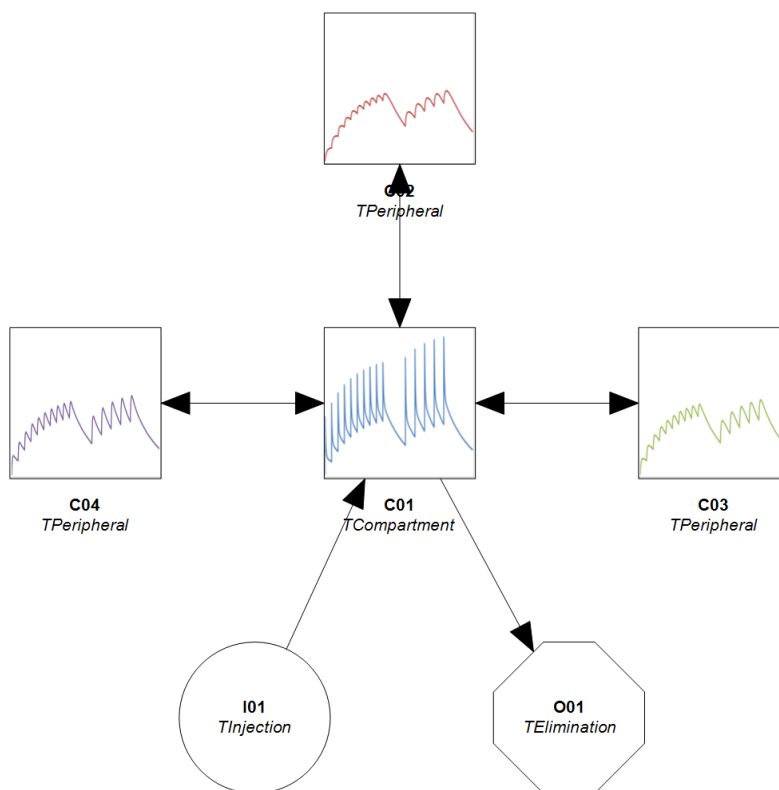 C02
TPeripheral
C04
TPeripheral
C01
TCompartment
C03
TPeripheral
I01
TInjection
O01
TElimination